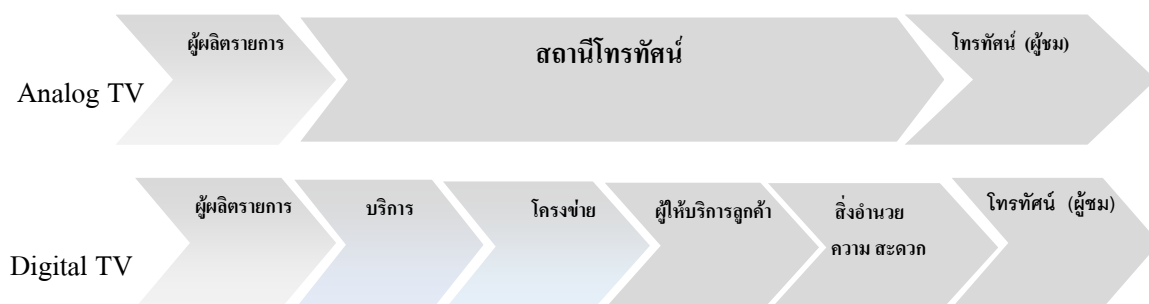 ผู้ผลิตรายการ
สถานีโทรทัศน์
โทรทัศน์ (ผู้ชม)
Analog TV
ผู้ผลิตรายการ
บริการ
โครงข่าย
ผู้ให้บริการลูกค้า
สิ่งอำนวย
ความ สะดวก
โทรทัศน์ (ผู้ชม)
Digital TV